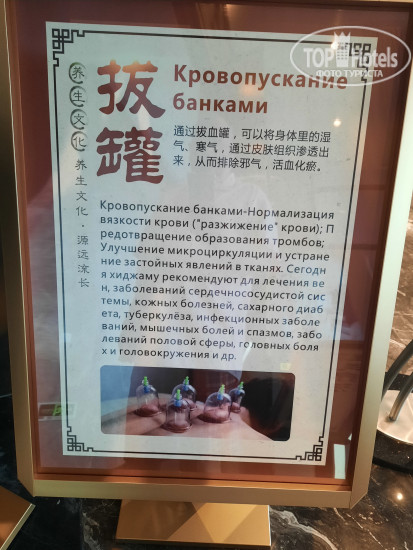 TOP Hotels
ФОТО ТУРИСТА
养生文化
养生文化·源远流长
拔罐
Кровопускание
банками
通过拔血罐，可以将身体里的湿
气、寒气，通过皮肤组织渗透出
来，从而排除邪气，活血化瘀。
Кровопускание банками-Нормализация
вязкости крови ("разжижение" крови); П
редотвращение образования тромбов;
Улучшение микроциркуляции и устране
ние застойных явлений в тканях. Сегодн
я хиджаму рекомендуют для лечения ве
н, заболеваний сердечнососудистой сис
темы, кожных болезней, сахарного диаб
ета, туберкулёза, инфекционных заболе
ваний, мышечных болей и спазмов, забо
леваний половой сферы, головных болях
х и головокружения и др.